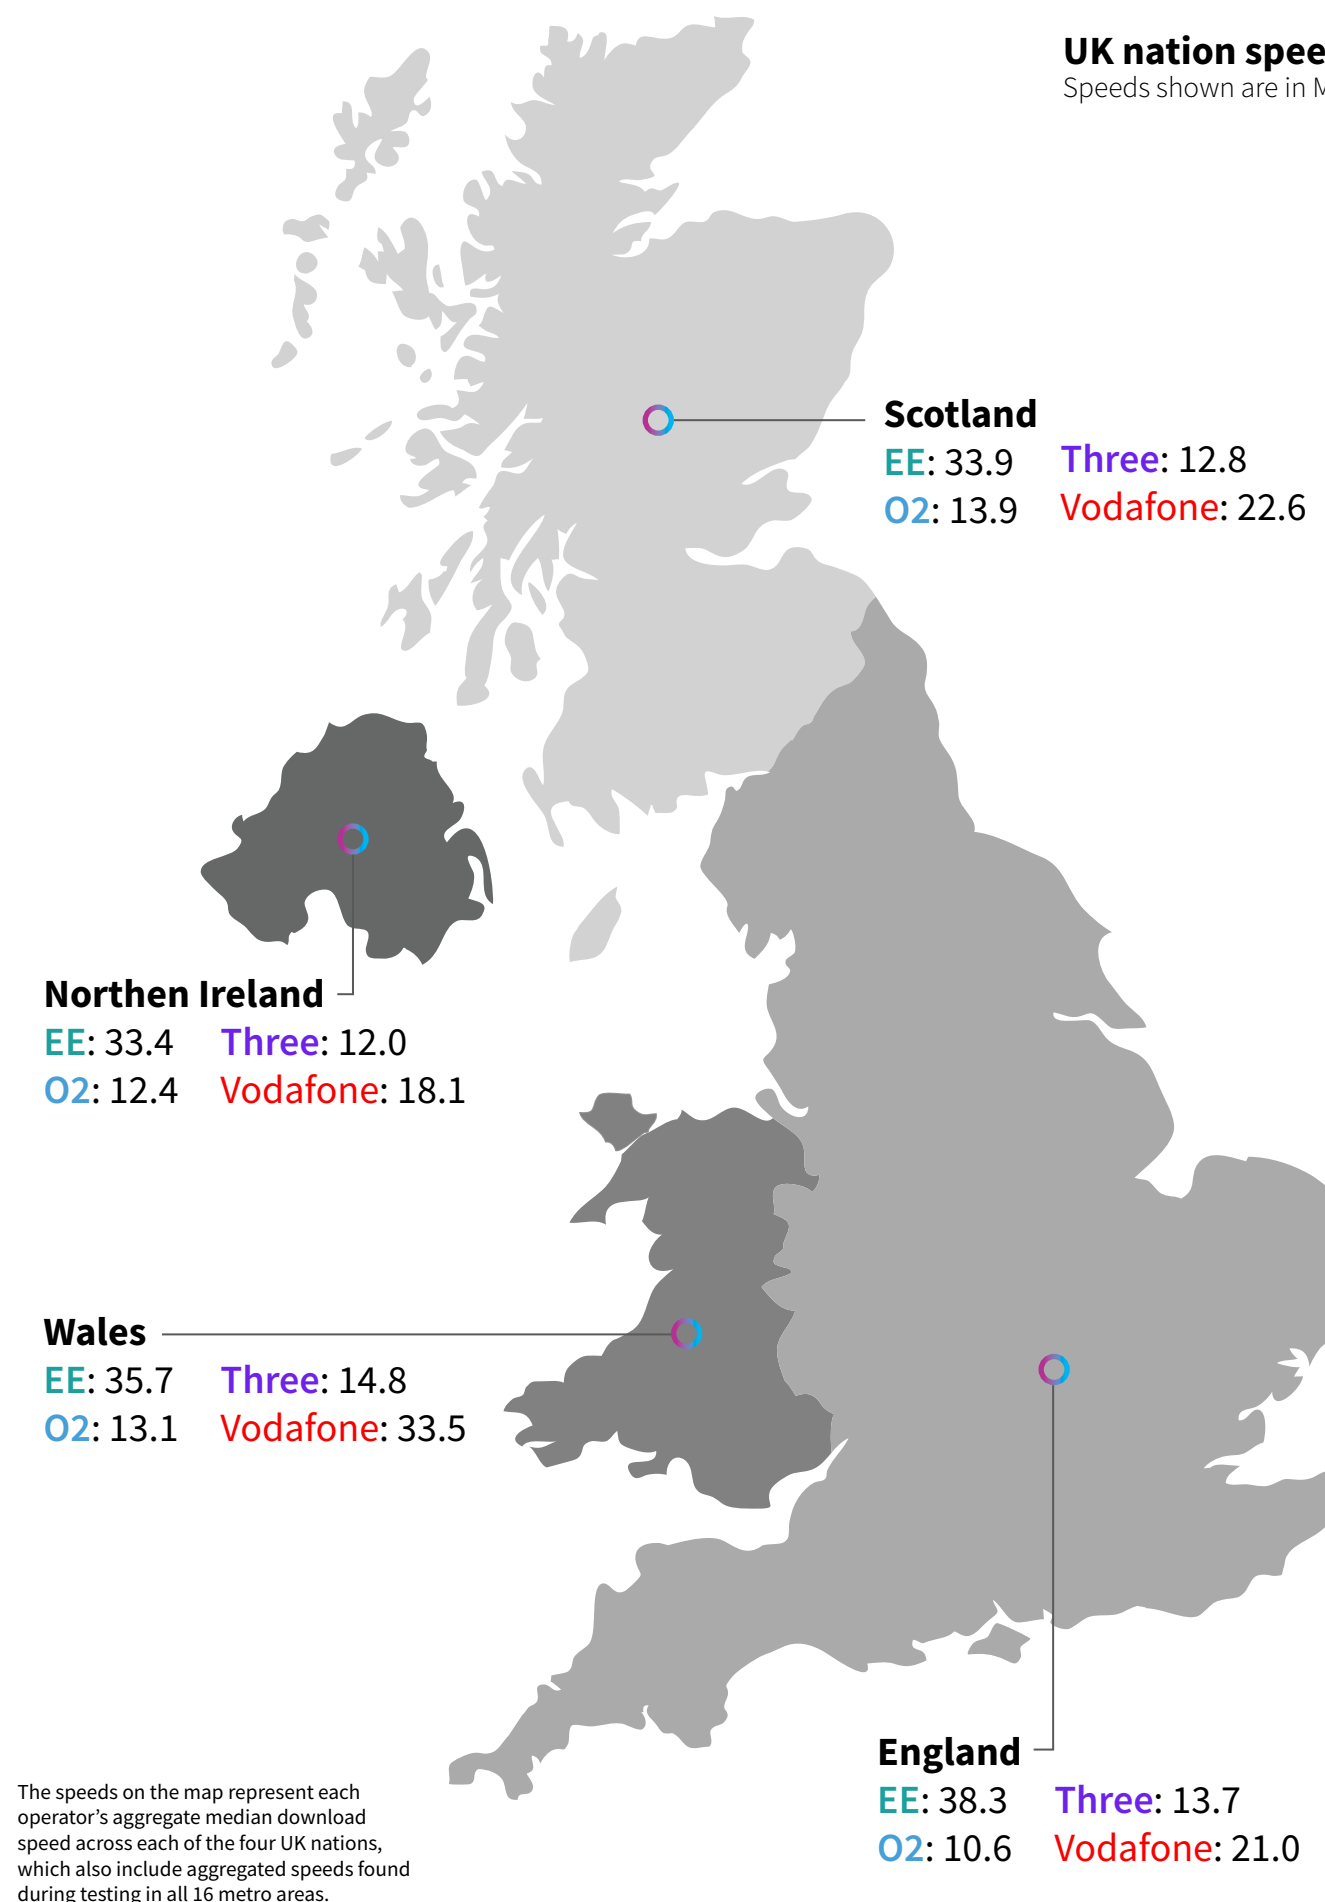 UK nation spee
Speeds shown are in M
Scotland
EE: 33.9 Three: 12.8
O2: 13.9 Vodafone: 22.6
Northen Ireland
EE: 33.4 Three: 12.0
O2: 12.4 Vodafone: 18.1
Wales
EE: 35.7 Three: 14.8
O2: 13.1 Vodafone: 33.5
England
EE: 38.3 Three: 13.7
O2: 10.6 Vodafone: 21.0
The speeds on the map represent each
operator’s aggregate median download
speed across each of the four UK nations,
which also include aggregated speeds found
during testing in all 16 metro areas.